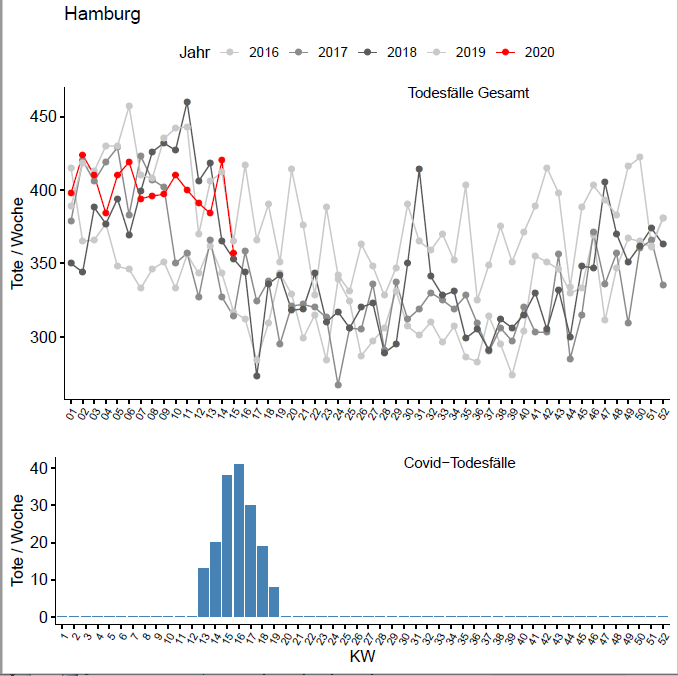 Hamburg
Jahr 2016 2017 2018 2019 2020
Todesfälle Gesamt
Tote / Woche
450
400
350
300
01 02 03 04 05 06 07 08 09 10 11 12 13 14 15 16 17 18 19 20 21 22 23 24 25 26 27 28 29 30 31 32 33 34 35 36 37 38 39 40 41 42 43 44 45 46 47 48 49 50 51 52
Covid-Todesfälle
Tote / Woche
40
30
20
10
0
1 2 3 4 5 6 7 8 9 10 11 12 13 14 15 16 17 18 19 20 21 22 23 24 25 26 27 28 29 30 31 32 33 34 35 36 37 38 39 40 41 42 43 44 45 46 47 48 49 50 51 52
KW